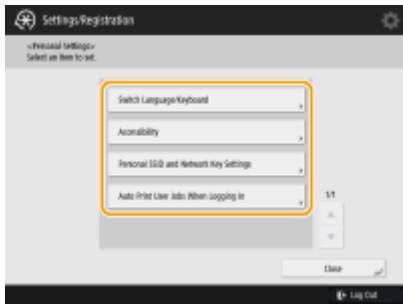 Settings/Registration
<Personal Settings>
Select an item to set.
Switch Language/Keyboard
Accessibility
Personal SSID and Network Key Settings
Auto Print User Jobs When Logging In
1/1
Close
Log Out